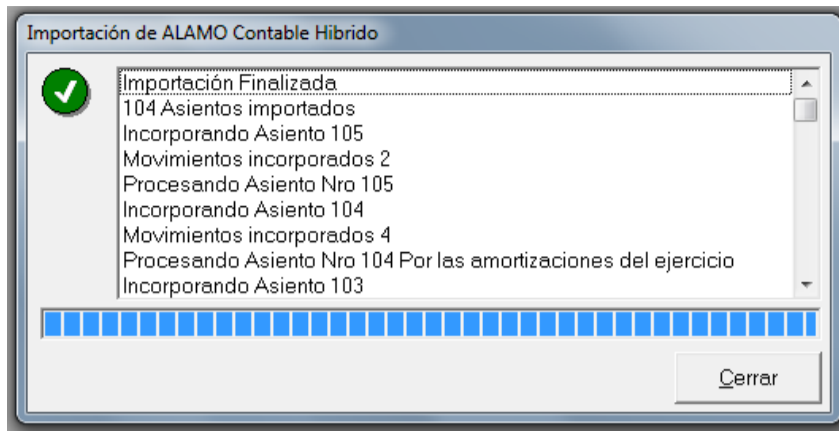 Importación de ALAMO Contable Hibrido
Importación Finalizada
104 Asientos importados
Incorporando Asiento 105
Movimientos incorporados 2
Procesando Asiento Nro 105
Incorporando Asiento 104
Movimientos incorporados 4
Procesando Asiento Nro 104 Por las amortizaciones del ejercicio
Incorporando Asiento 103
Cerrar